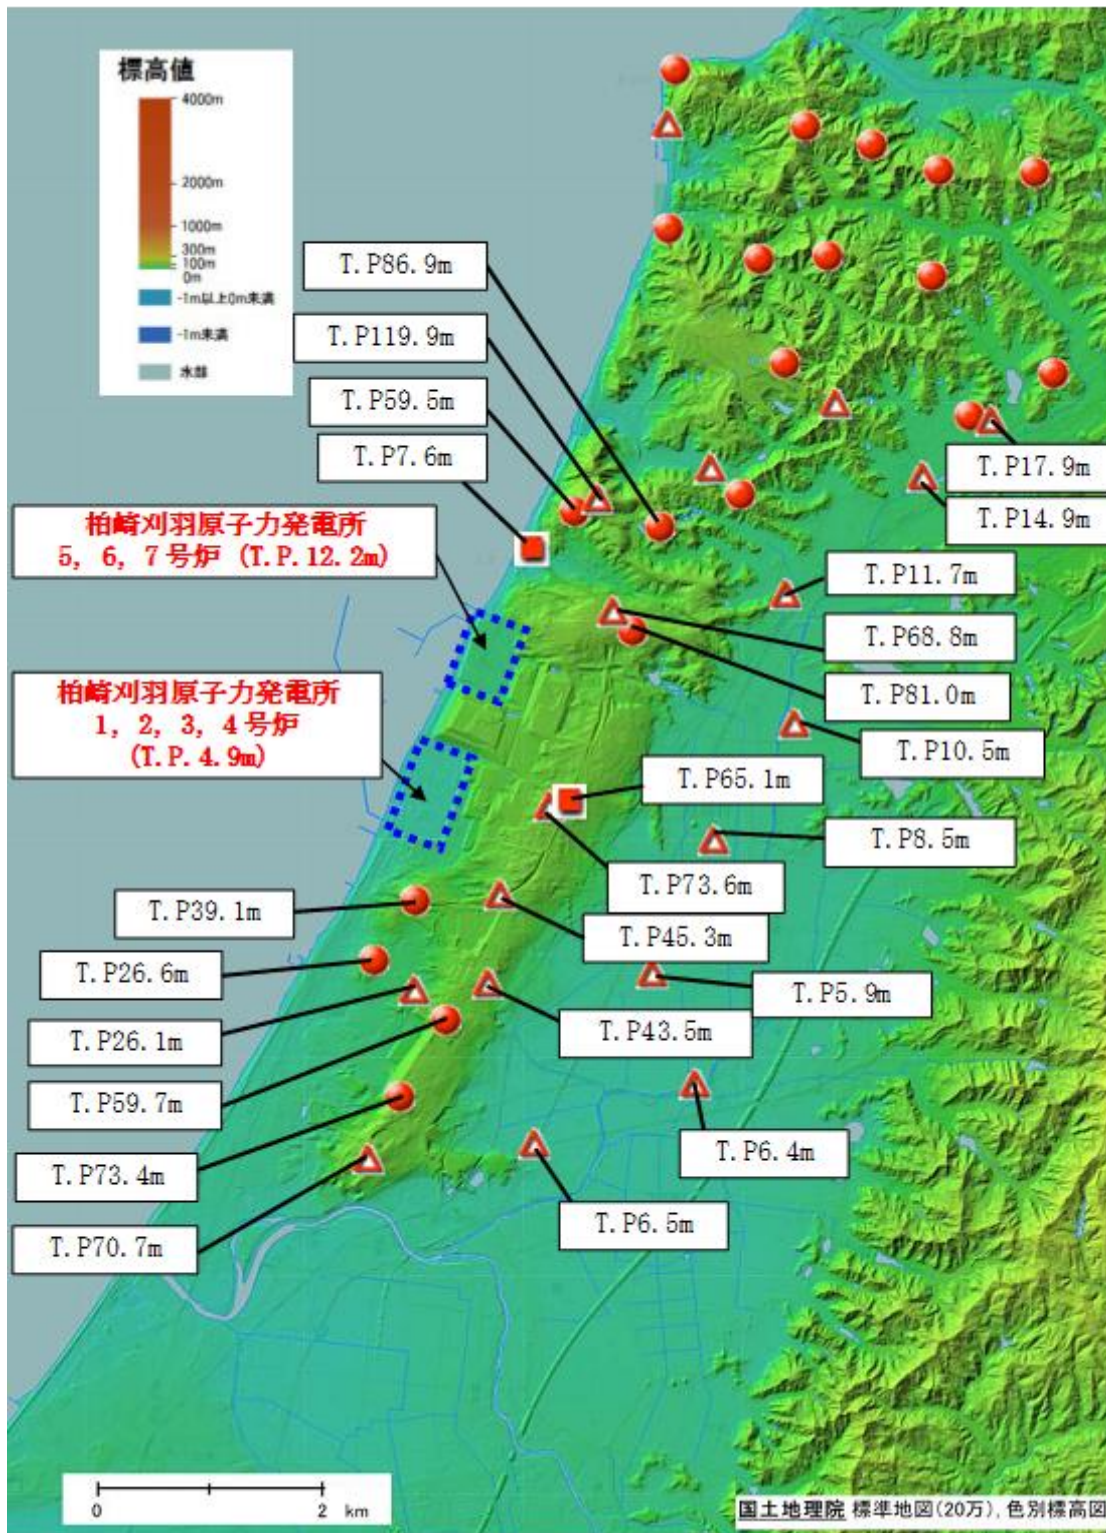 標高値
4000m
2000m
1000m
300m
100m
0m
-1m以上0m未満
-1m未満
水部
T.P86.9m
T.P119.9m
T.P59.5m
T.P7.6m
柏崎刈羽原子力発電所
5, 6, 7号炉 (T.P.12.2m)
柏崎刈羽原子力発電所
1, 2, 3, 4号炉
(T.P.4.9m)
T.P17.9m
T.P14.9m
T.P11.7m
T.P68.8m
T.P81.0m
T.P10.5m
T.P65.1m
T.P8.5m
T.P73.6m
T.P39.1m
T.P45.3m
T.P26.6m
T.P5.9m
T.P26.1m
T.P43.5m
T.P59.7m
T.P6.4m
T.P73.4m
T.P6.5m
T.P70.7m
0 2 km
国土地理院 標準地図(20万), 色別標高図